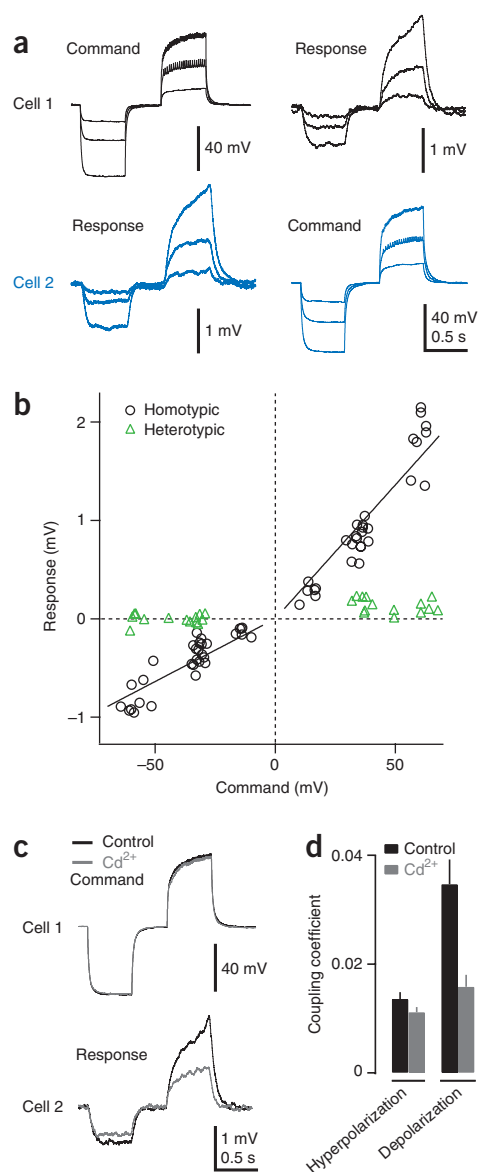 a
Command
Response
Cell 1
40 mV
1 mV
Response
Command
Cell 2
1 mV
40 mV
0.5 s
b
Homotypic
Heterotypic
Response (mV)
2
1
0
–1
–50
0
50
Command (mV)
c
Control
Cd2+
Command
Cell 1
40 mV
Response
Cell 2
1 mV
0.5 s
d
Control
Cd2+
Coupling coefficient
0.04
0.02
0
Hyperpolarization
Depolarization